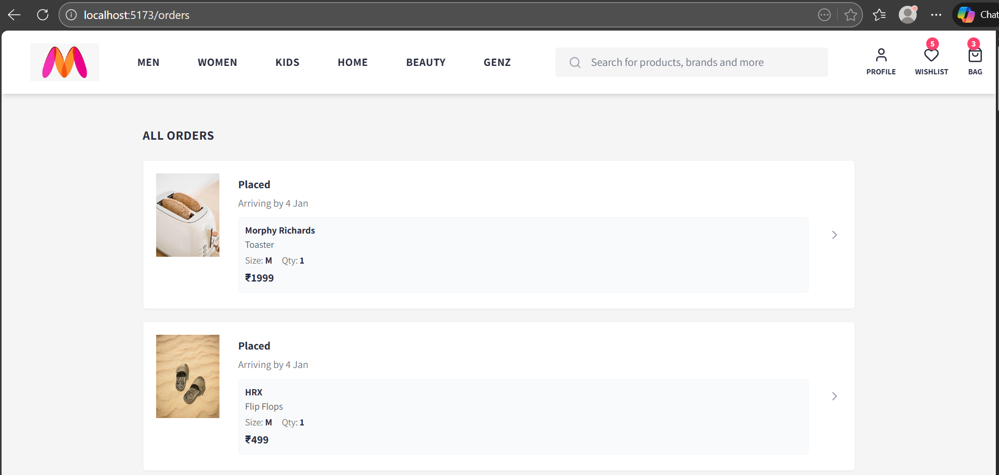 localhost:5173/orders
Chat
MEN WOMEN KIDS HOME BEAUTY GENZ
Search for products, brands and more
5
3
PROFILE WISHLIST BAG
ALL ORDERS
Placed
Arriving by 4 Jan
Morphy Richards
Toaster
Size: M Qty: 1
₹1999
Placed
Arriving by 4 Jan
HRX
Flip Flops
Size: M Qty: 1
₹499